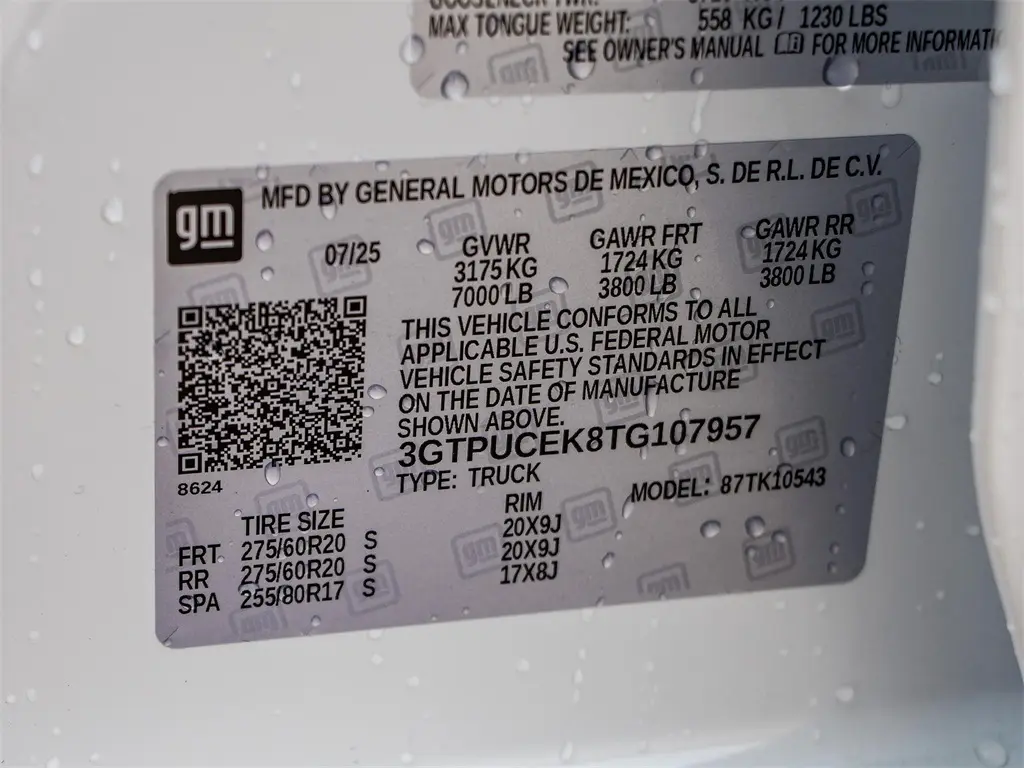 GOOSENECK TWR:
MAX TONGUE WEIGHT: 558 KG / 1230 LBS
SEE OWNER'S MANUAL FOR MORE INFORMATI
gm MFD BY GENERAL MOTORS DE MEXICO, S. DE R.L. DE C.V.
07/25 GVWR GAWR FRT GAWR RR
3175 KG 1724 KG 1724 KG
7000 LB 3800 LB 3800 LB
THIS VEHICLE CONFORMS TO ALL
APPLICABLE U.S. FEDERAL MOTOR
VEHICLE SAFETY STANDARDS IN EFFECT
ON THE DATE OF MANUFACTURE
SHOWN ABOVE.
3GTPUCEK8TG107957
8624
TYPE: TRUCK MODEL: 87TK10543
TIRE SIZE RIM
FRT 275/60R20 S 20X9J
RR 275/60R20 S 20X9J
SPA 255/80R17 S 17X8J